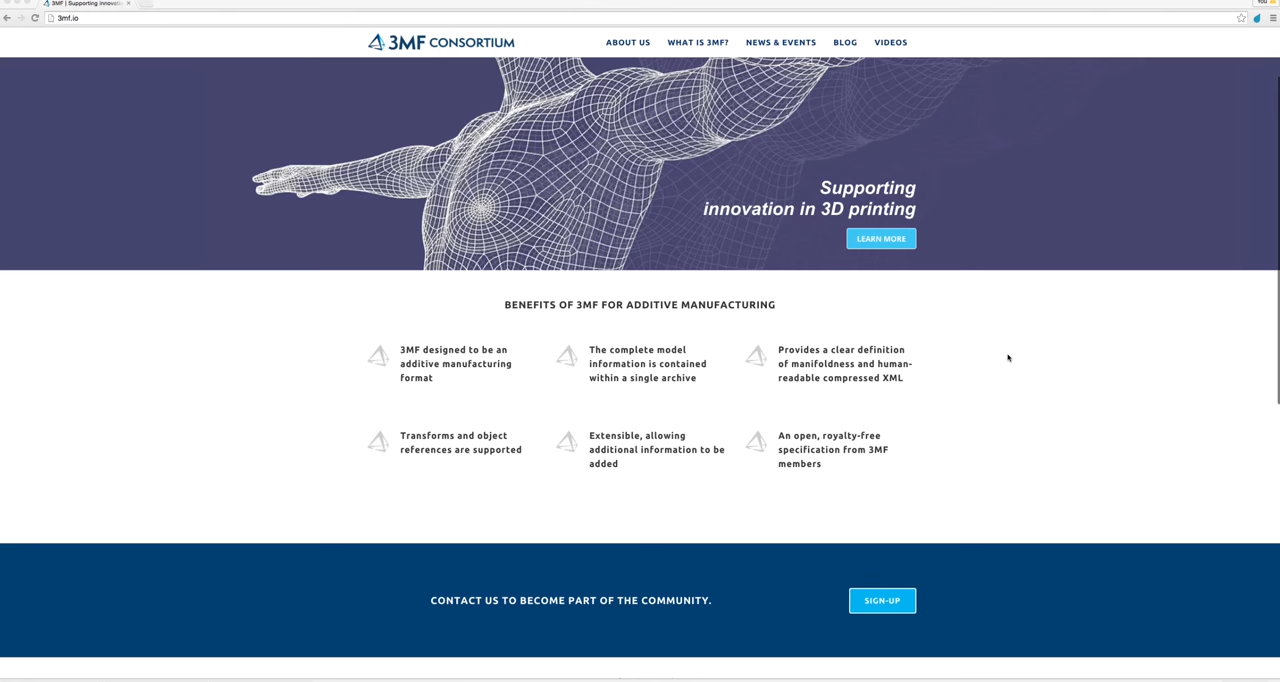 3MF | Supporting innovati
You
3mf.io
3MF CONSORTIUM
ABOUT US
WHAT IS 3MF?
NEWS & EVENTS
BLOG
VIDEOS
Supporting
innovation in 3D printing
LEARN MORE
BENEFITS OF 3MF FOR ADDITIVE MANUFACTURING
3MF designed to be an
additive manufacturing
format
The complete model
information is contained
within a single archive
Provides a clear definition
of manifoldness and human-
readable compressed XML
Transforms and object
references are supported
Extensible, allowing
additional information to be
added
An open, royalty-free
specification from 3MF
members
CONTACT US TO BECOME PART OF THE COMMUNITY.
SIGN-UP